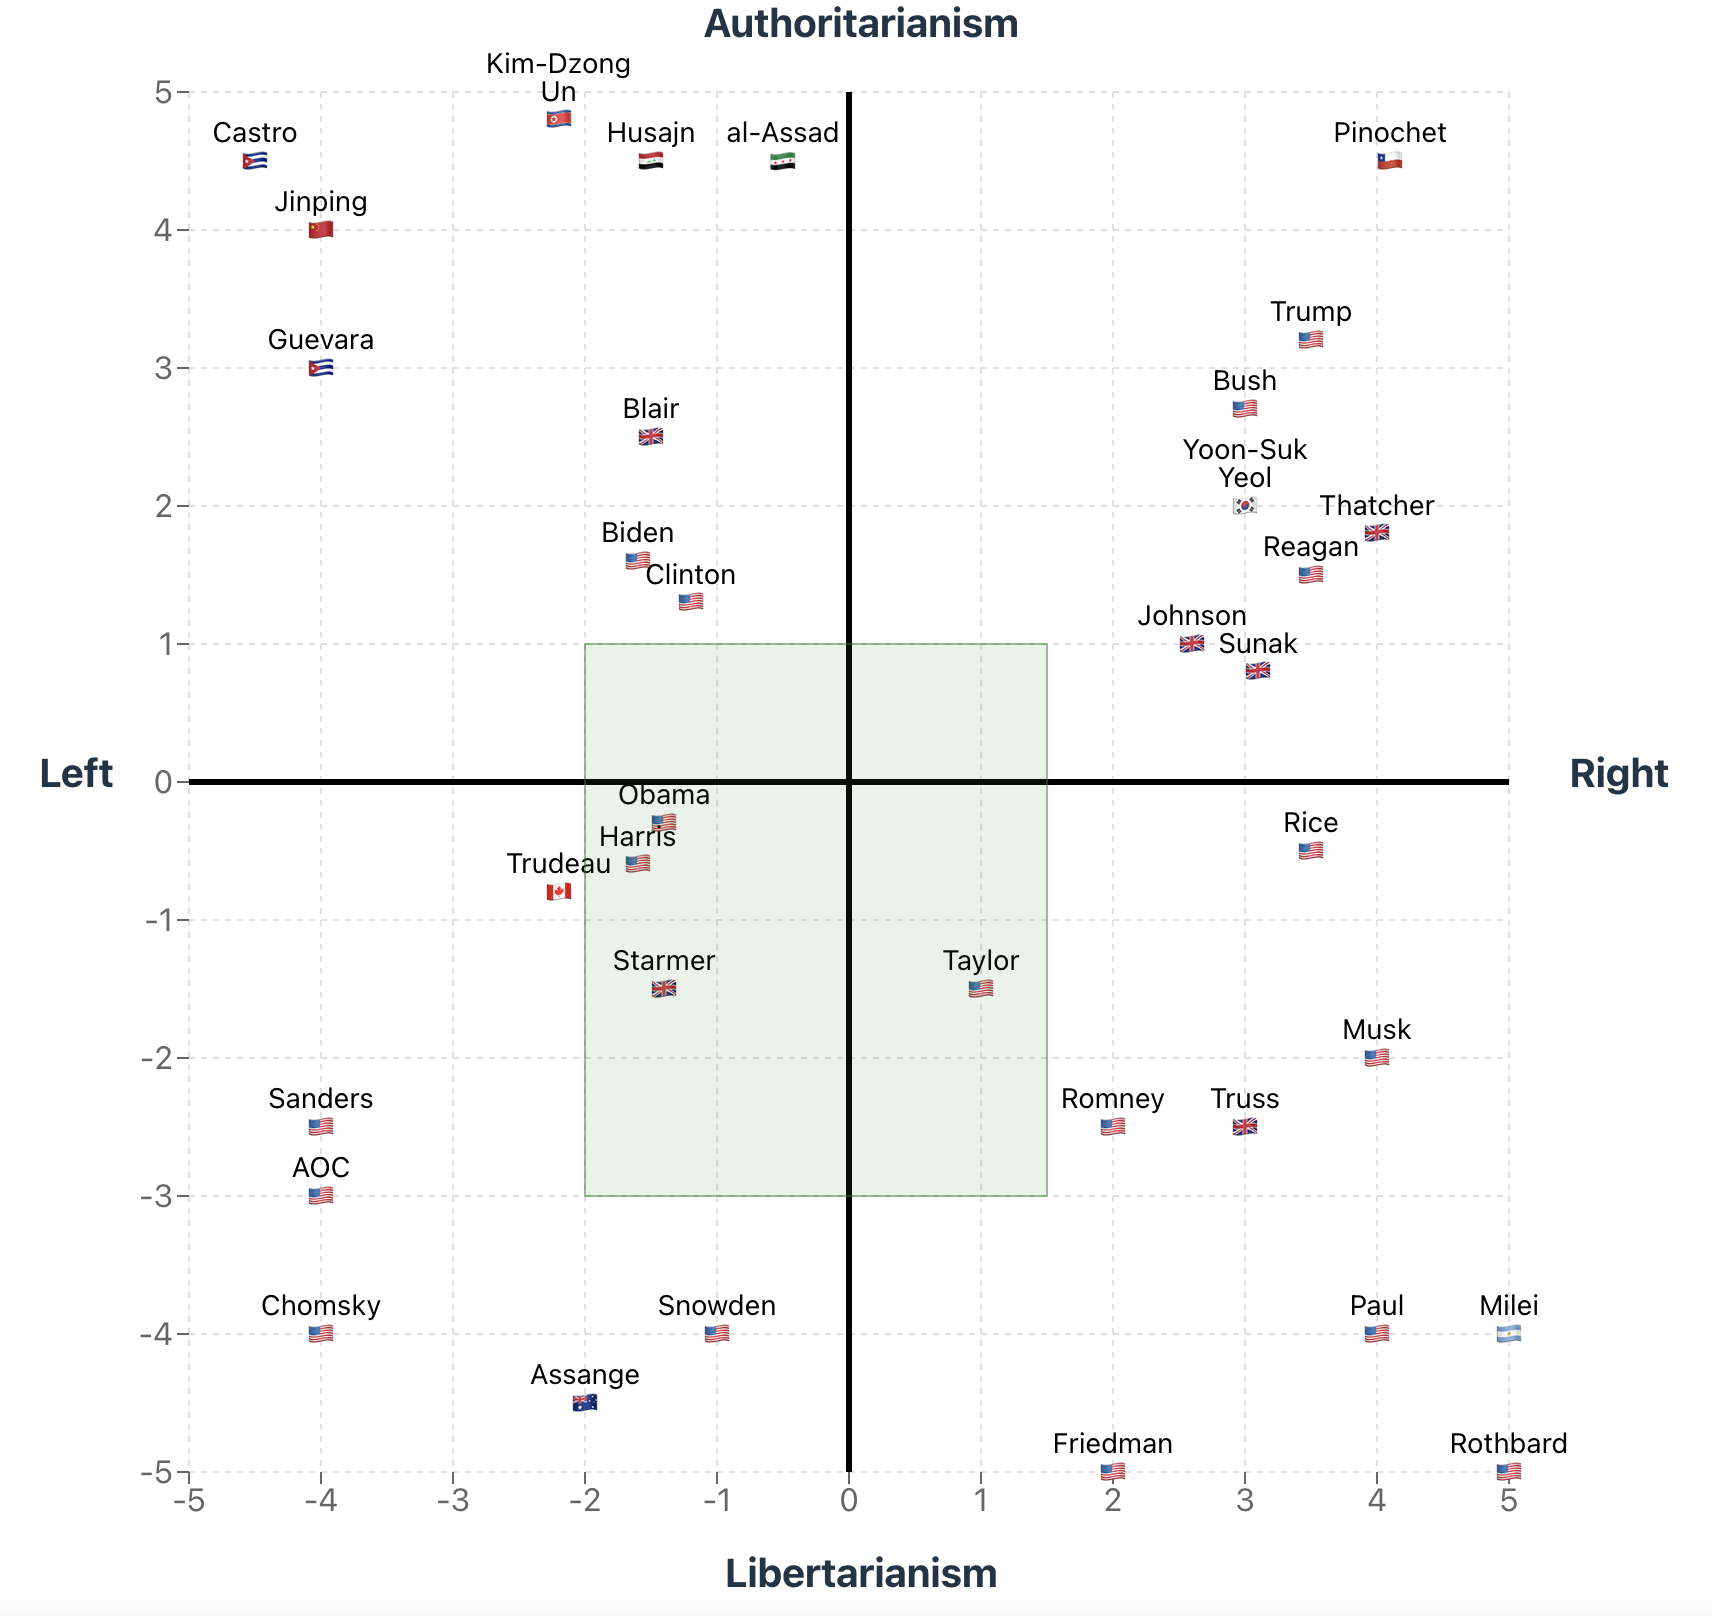 Authoritarianism
Kim-Dzong
Un
5
Castro
Husajn
al-Assad
Pinochet
Jinping
4
Trump
Guevara
3
Bush
Blair
Yoon-Suk
Yeol
2
Thatcher
Biden
Reagan
Clinton
Johnson
1
Sunak
Left
0
Right
Obama
Rice
Harris
Trudeau
-1
Starmer
Taylor
Musk
-2
Sanders
Romney
Truss
AOC
-3
Chomsky
Snowden
Paul
Milei
-4
Assange
Friedman
Rothbard
-5
-5
-4
-3
-2
-1
0
1
2
3
4
5
Libertarianism